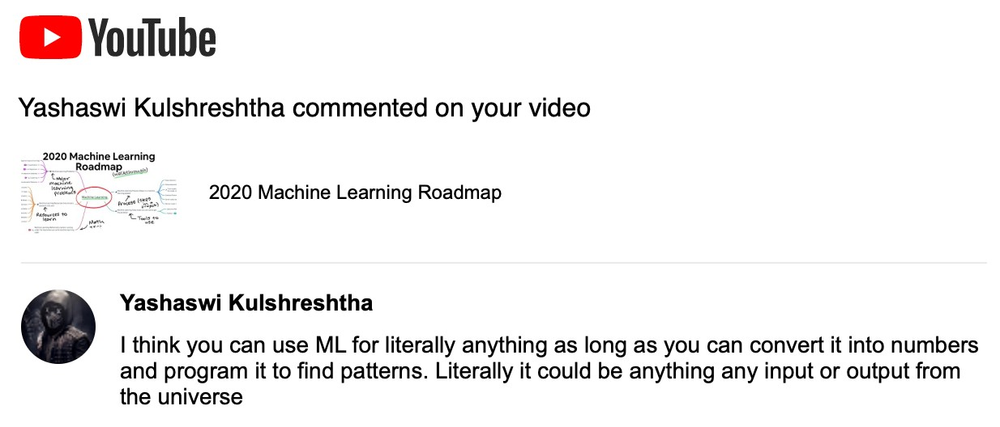 YouTube
Yashaswi Kulshreshtha commented on your video
2020 Machine Learning
Roadmap
(walkthrough)
Major
machine
learning
problems
Machine Learning
Process (steps
in a
project)
Resources to
learn
Tools to
use
Math
2020 Machine Learning Roadmap
Yashaswi Kulshreshtha
I think you can use ML for literally anything as long as you can convert it into numbers
and program it to find patterns. Literally it could be anything any input or output from
the universe